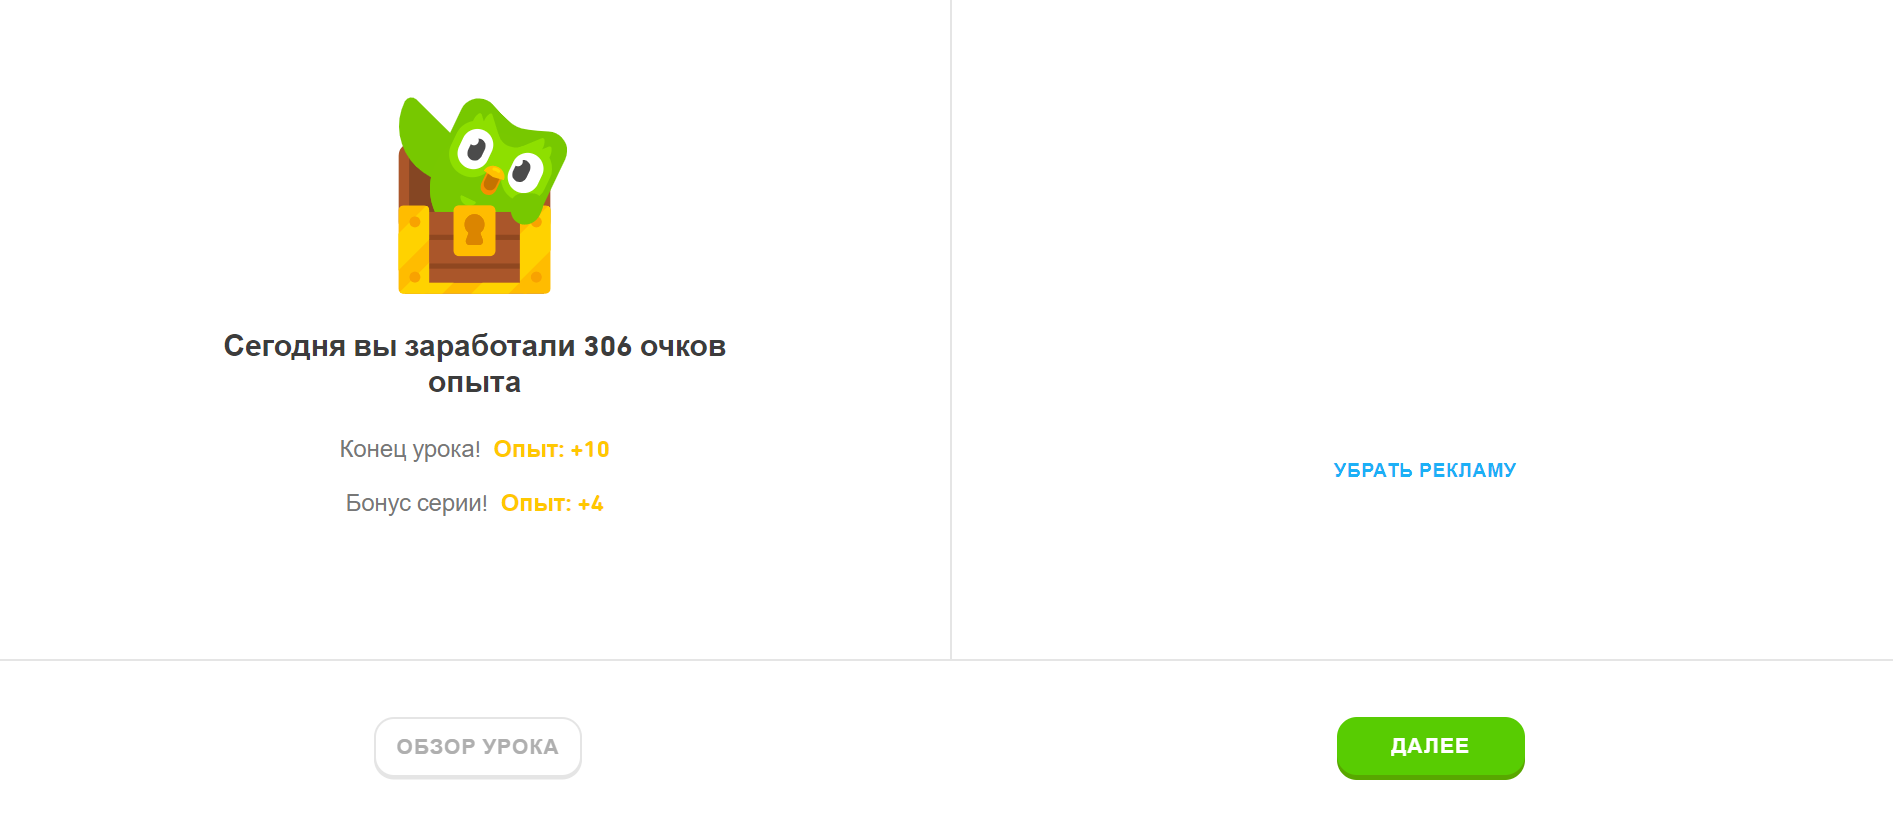 Сегодня вы заработали 306 очков
опыта
Конец урока! Опыт: +10
Бонус серии! Опыт: +4
УБРАТЬ РЕКЛАМУ
ОБЗОР УРОКА
ДАЛЕЕ